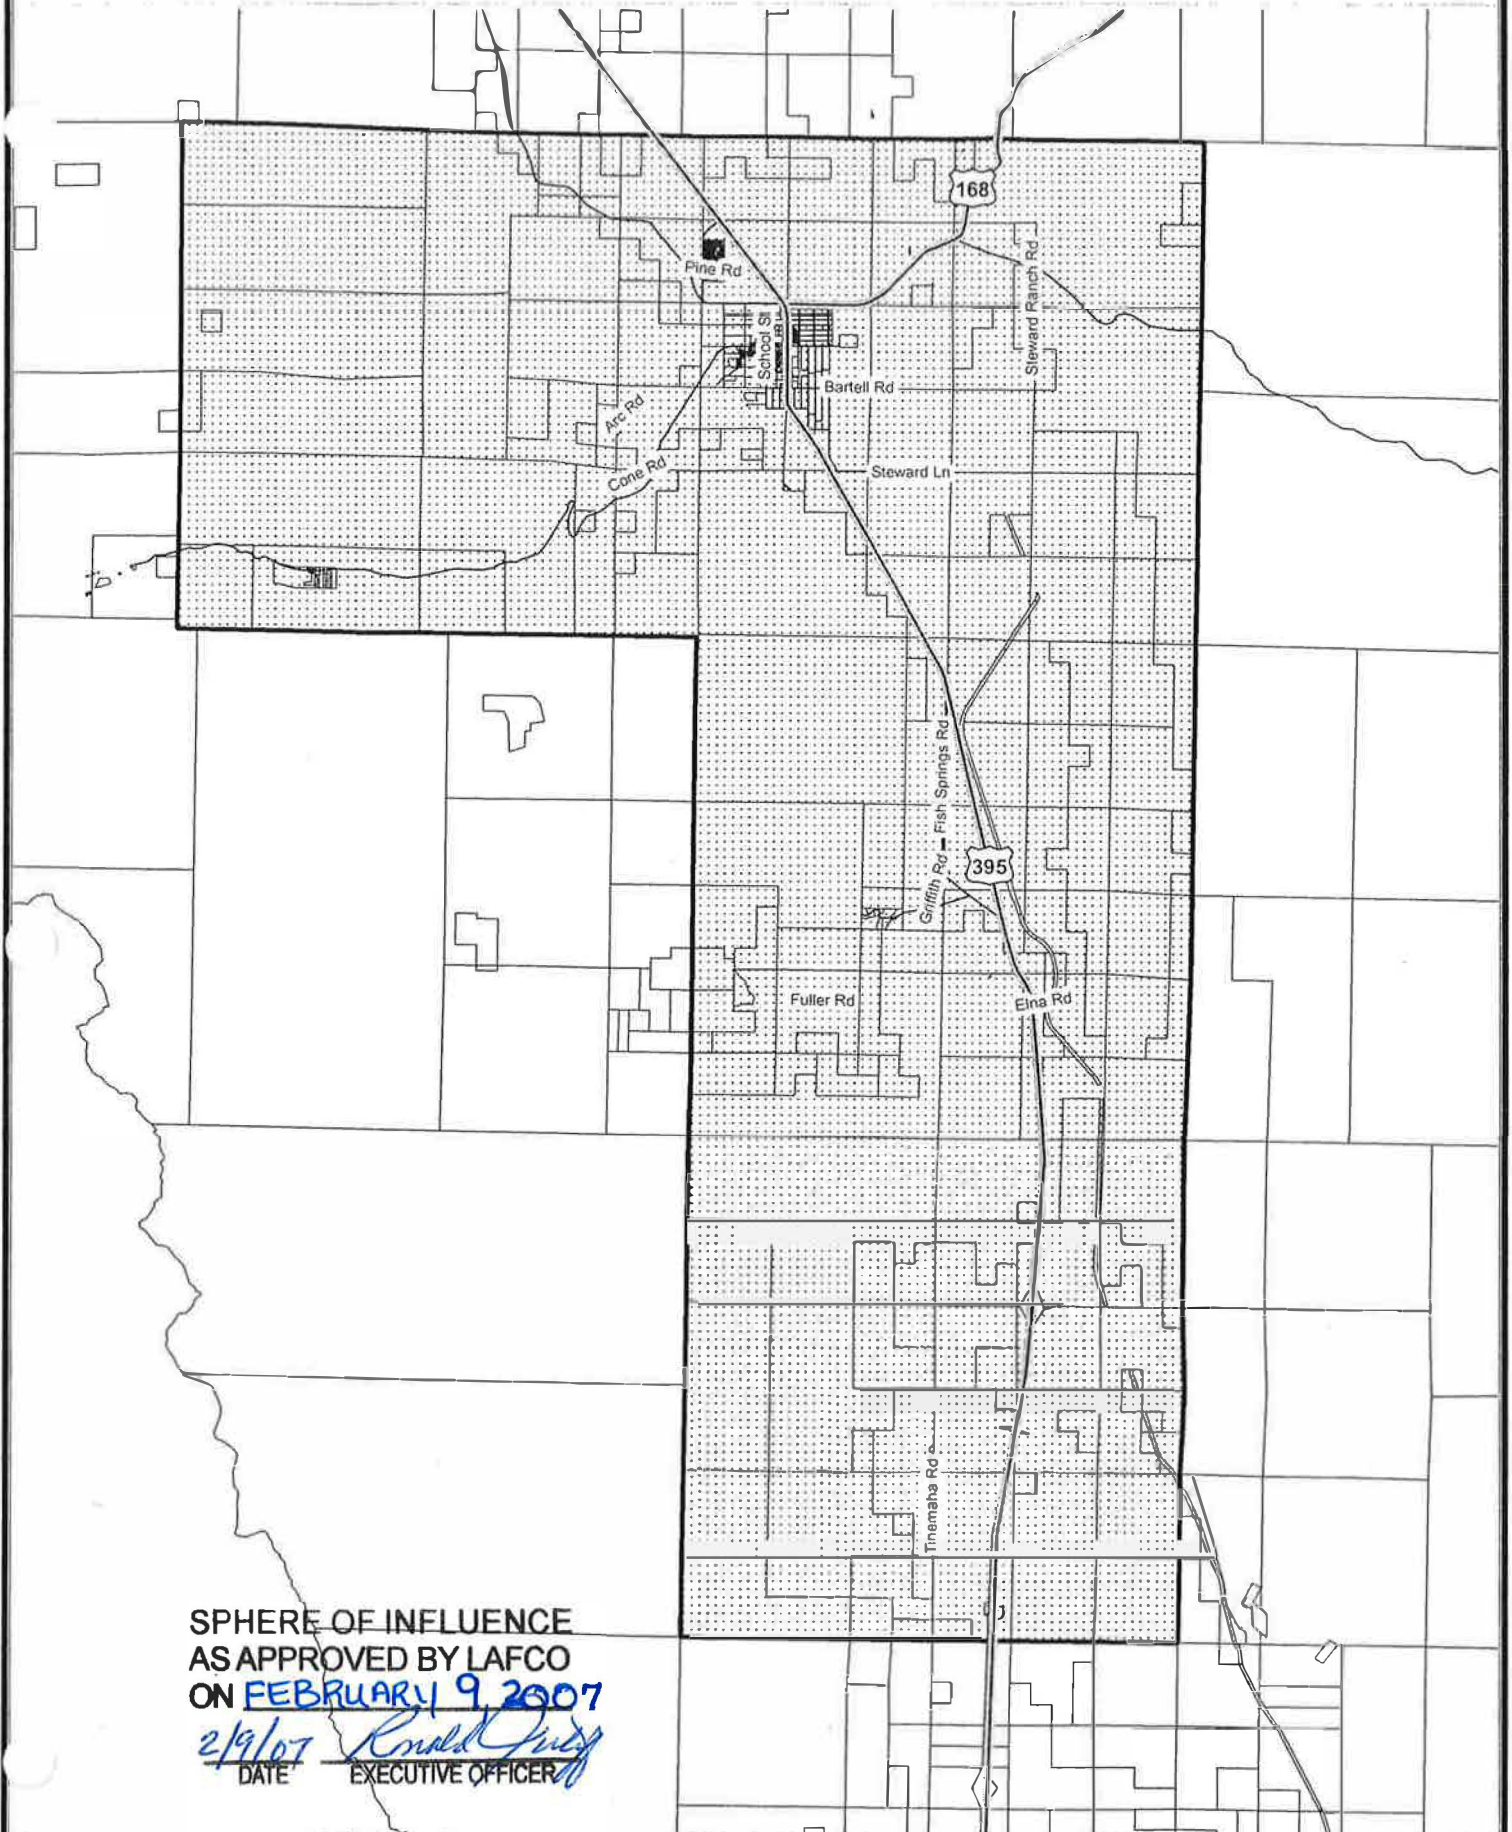 168
Pine Rd
Steward Ranch Rd
School St
Bartell Rd
Arc Rd
Cone Rd
Steward Ln
Fish Springs Rd
395
Griffith Rd
Fuller Rd
Elna Rd
Tinemaha Rd
SPHERE OF INFLUENCE
AS APPROVED BY LAFCO
ON FEBRUARY 9, 2007
2/9/07 Ronald
DATE EXECUTIVE OFFICER